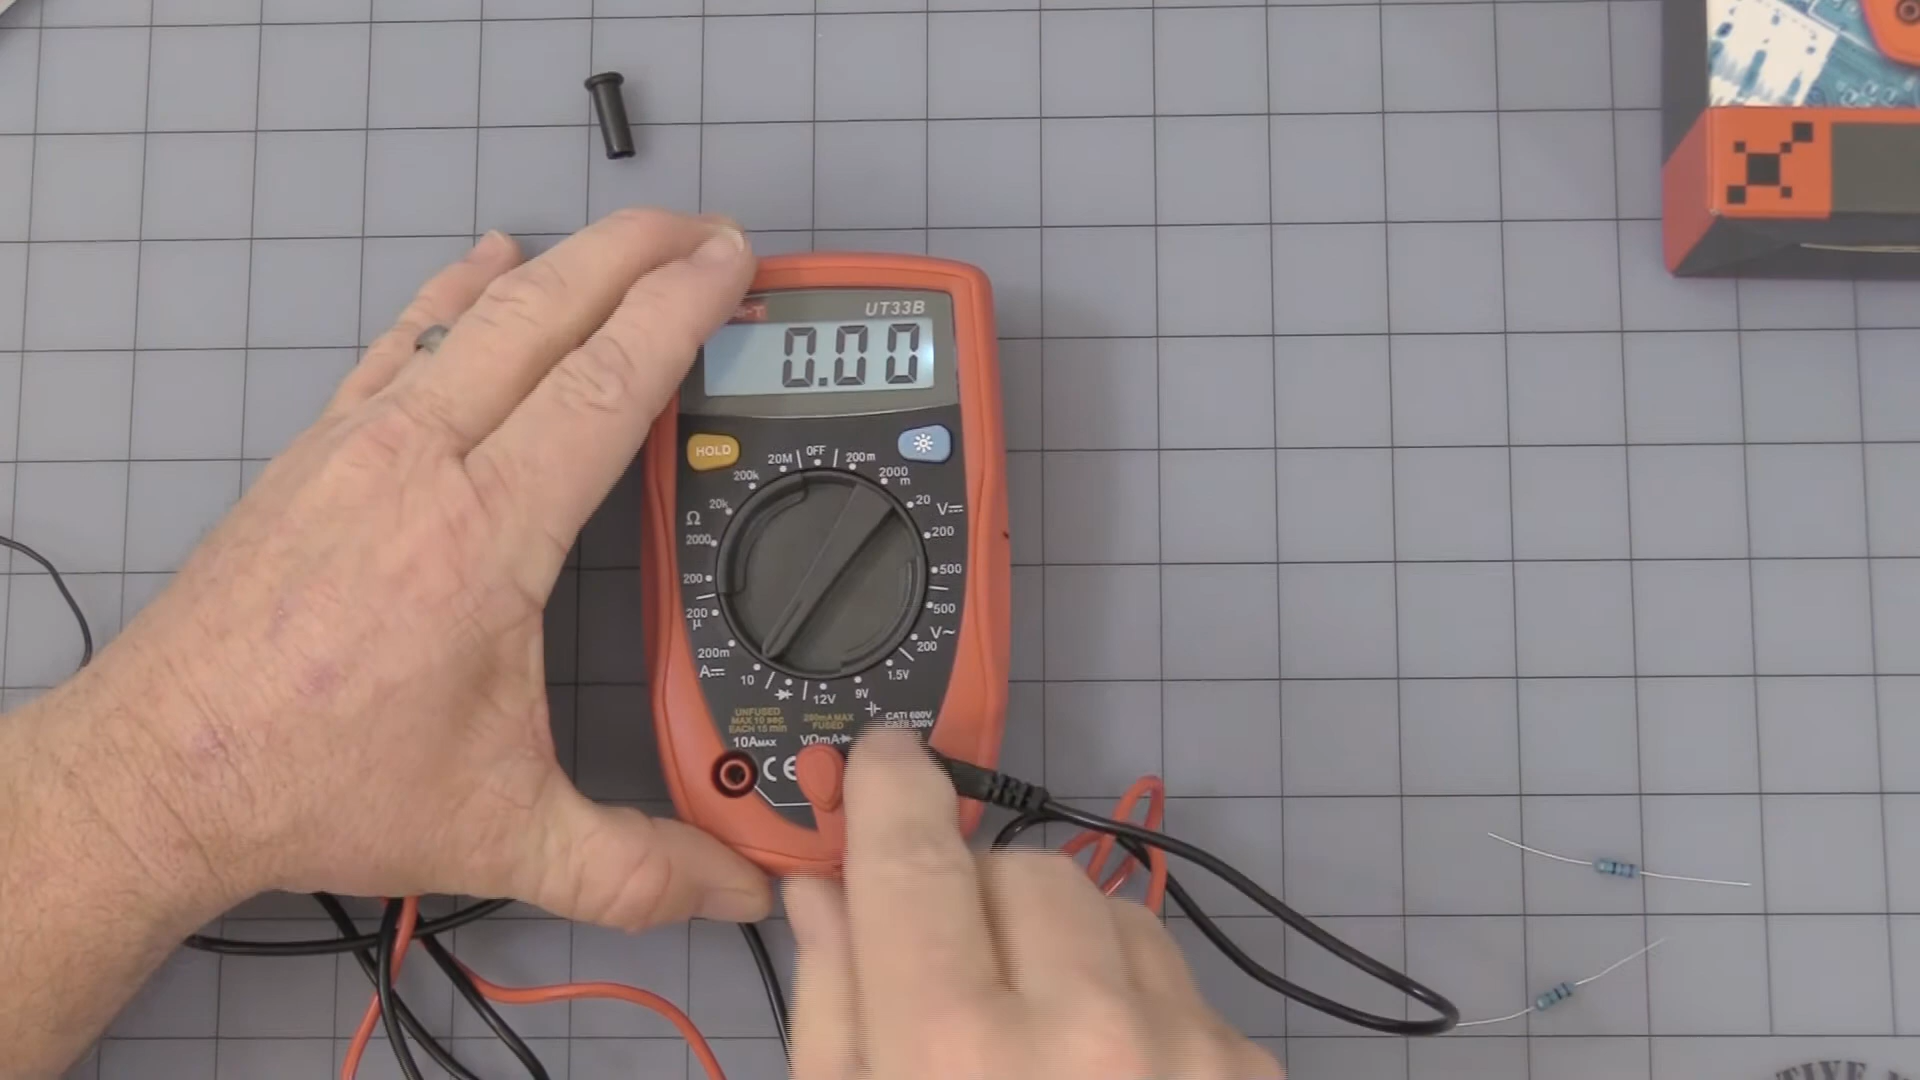 UT33B
0.00
HOLD
20M
OFF
200m
200k
2000
m
20k
20
V
Ω
200
2000
200
500
200
μ
500
V~
200m
200
A
10
1.5V
12V
9V
UNFUSED
MAX 10 sec
EACH 15 min
200mA MAX
FUSED
CATI 600V
10AMAX
VΩmA
CE